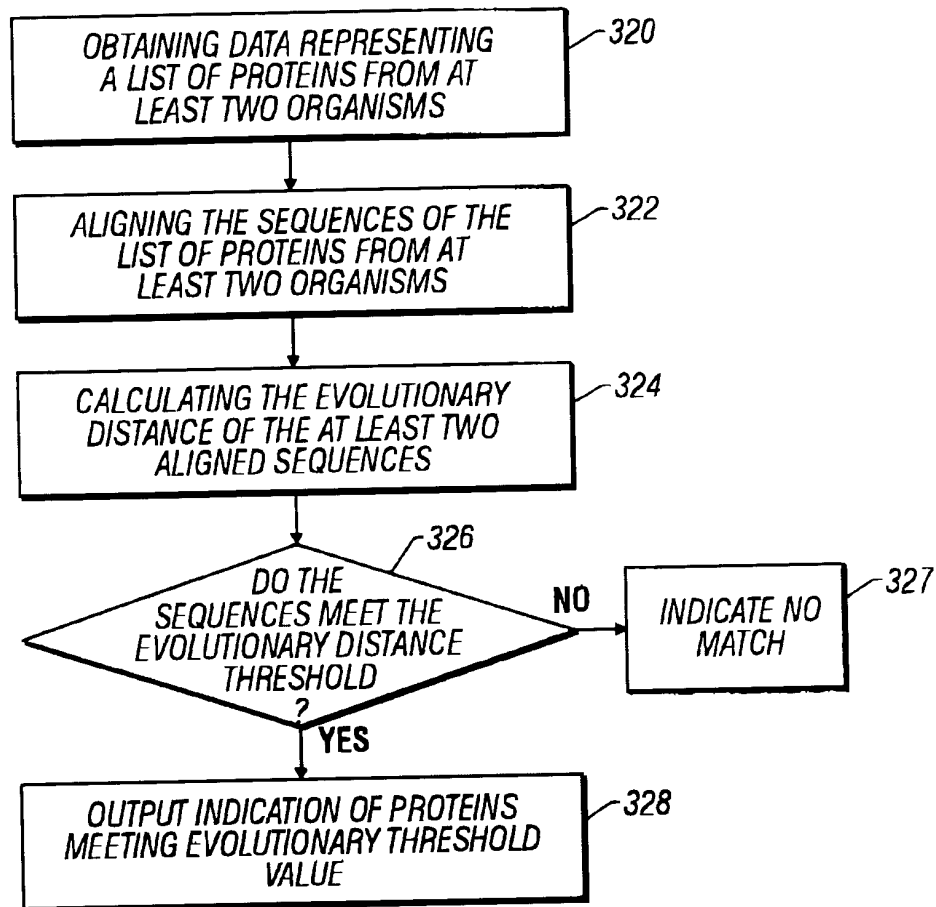 OBTAINING DATA REPRESENTING
A LIST OF PROTEINS FROM AT
LEAST TWO ORGANISMS
320
ALIGNING THE SEQUENCES OF THE
LIST OF PROTEINS FROM AT
LEAST TWO ORGANISMS
322
CALCULATING THE EVOLUTIONARY
DISTANCE OF THE AT LEAST TWO
ALIGNED SEQUENCES
324
326
DO THE
SEQUENCES MEET THE
EVOLUTIONARY DISTANCE
THRESHOLD
?
NO
INDICATE NO
MATCH
327
YES
OUTPUT INDICATION OF PROTEINS
MEETING EVOLUTIONARY THRESHOLD
VALUE
328